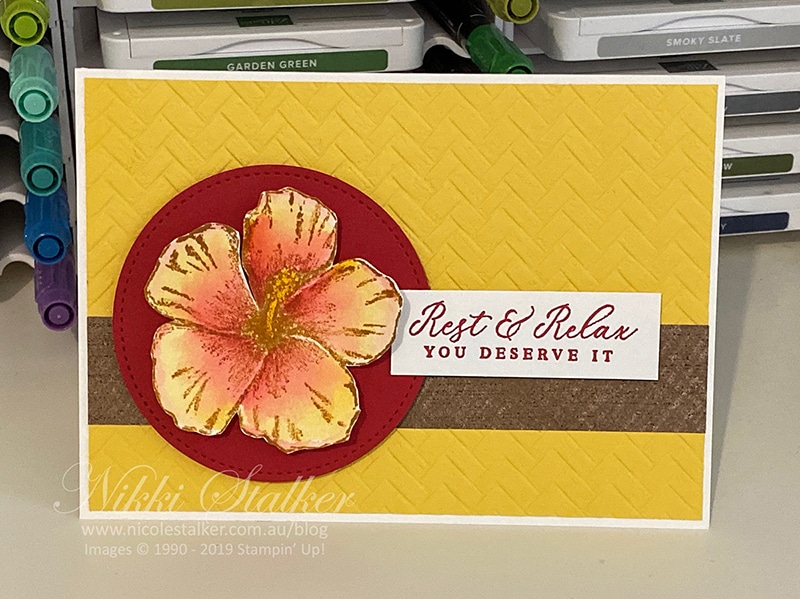 GARDEN GREEN
SMOKY SLATE
Rest & Relax
YOU DESERVE IT
Nikki Stalker
www.nicolestalker.com.au/blog
Images © 1990 - 2019 Stampin' Up!